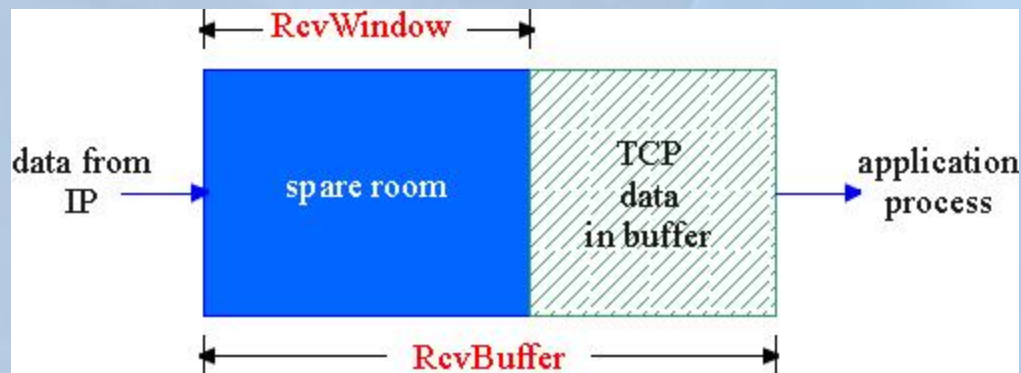 RcvWindow
data from
IP
spare room
TCP
data
in buffer
application
process
RcvBuffer